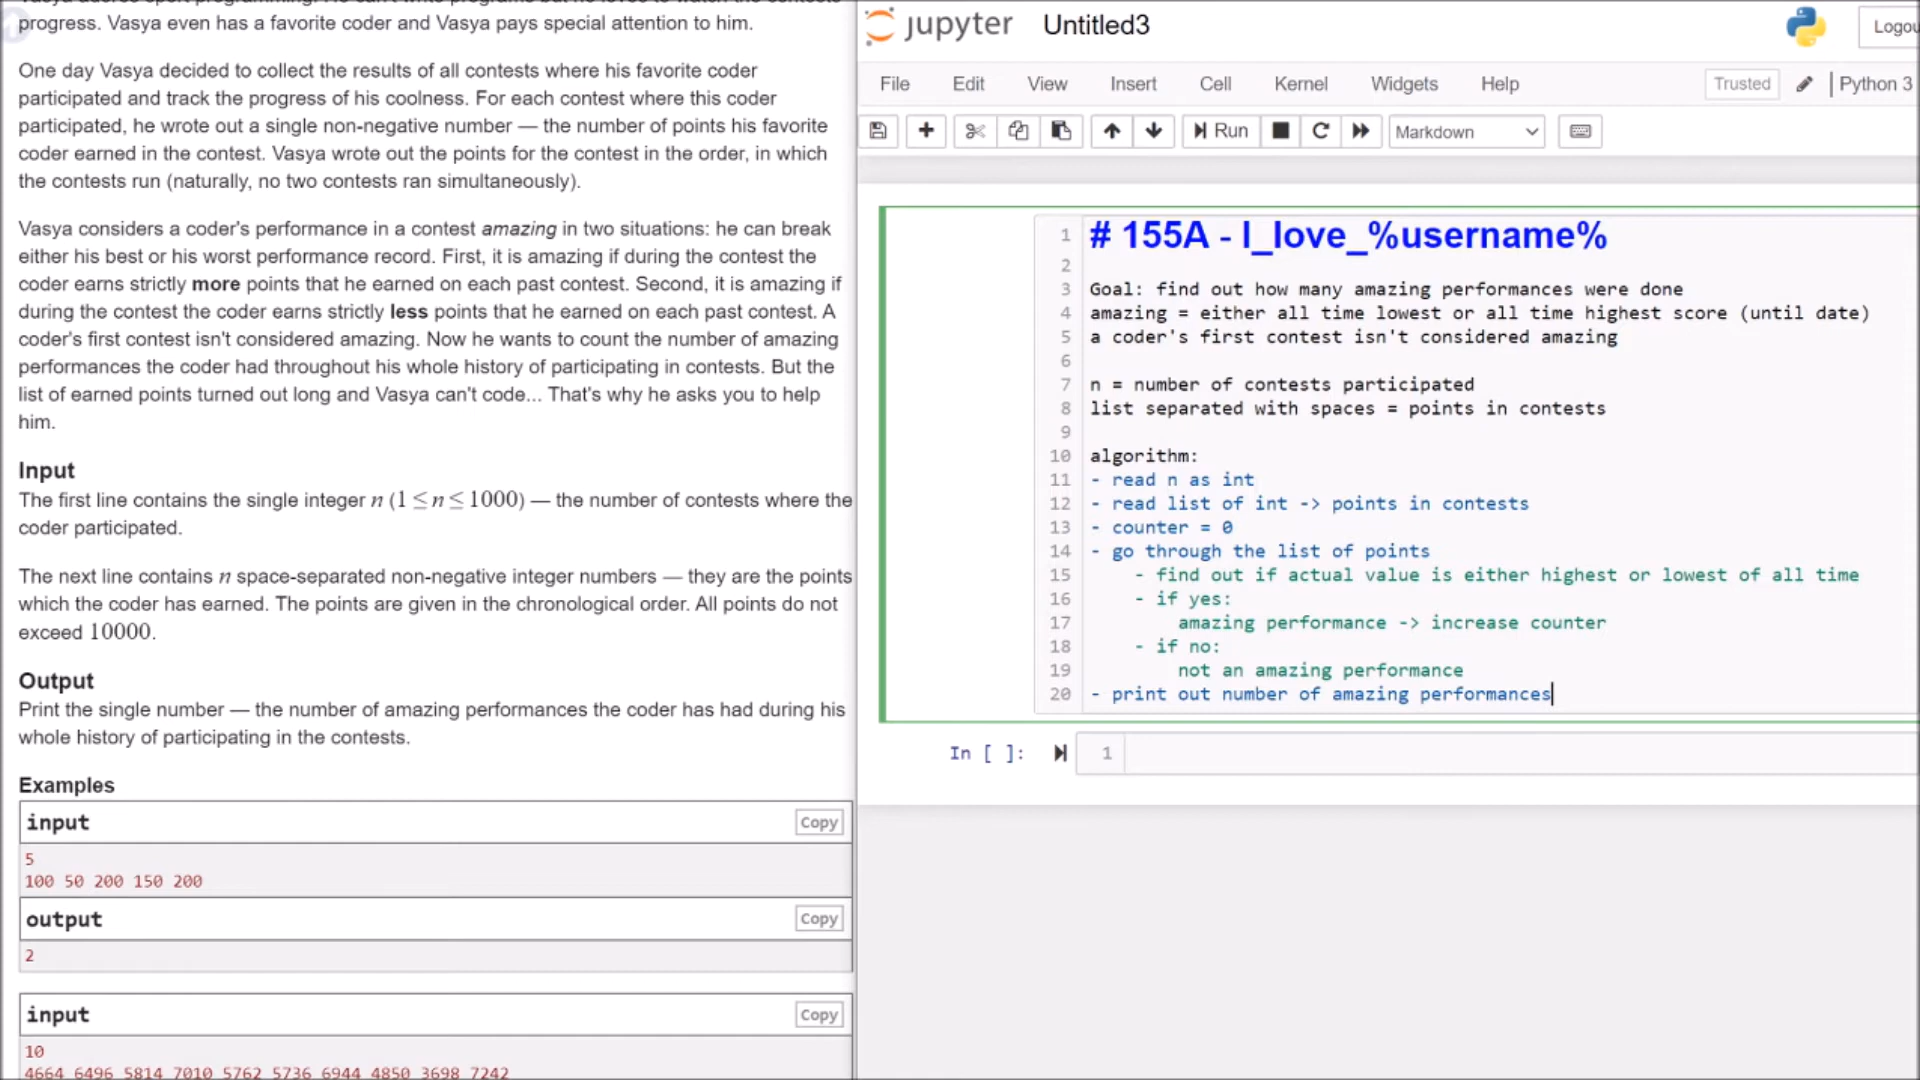 progress. Vasya even has a favorite coder and Vasya pays special attention to him.
One day Vasya decided to collect the results of all contests where his favorite coder
participated and track the progress of his coolness. For each contest where this coder
participated, he wrote out a single non-negative number — the number of points his favorite
coder earned in the contest. Vasya wrote out the points for the contest in the order, in which
the contests run (naturally, no two contests ran simultaneously).
Vasya considers a coder's performance in a contest amazing in two situations: he can break
either his best or his worst performance record. First, it is amazing if during the contest the
coder earns strictly more points that he earned on each past contest. Second, it is amazing if
during the contest the coder earns strictly less points that he earned on each past contest. A
coder's first contest isn't considered amazing. Now he wants to count the number of amazing
performances the coder had throughout his whole history of participating in contests. But the
list of earned points turned out long and Vasya can't code... That's why he asks you to help
him.
Input
The first line contains the single integer n (1 ≤ n ≤ 1000) — the number of contests where the
coder participated.
The next line contains n space-separated non-negative integer numbers — they are the points
which the coder has earned. The points are given in the chronological order. All points do not
exceed 10000.
Output
Print the single number — the number of amazing performances the coder has had during his
whole history of participating in the contests.
Examples
input Copy
5
100 50 200 150 200
output Copy
2
input Copy
10
4664 6496 5814 7010 5762 5736 6944 4850 3698 7242
jupyter Untitled3
Logou
File Edit View Insert Cell Kernel Widgets Help Trusted Python 3
Run Markdown
1 # 155A - I_love_%username%
2
3 Goal: find out how many amazing performances were done
4 amazing = either all time lowest or all time highest score (until date)
5 a coder's first contest isn't considered amazing
6
7 n = number of contests participated
8 list separated with spaces = points in contests
9
10 algorithm:
11 - read n as int
12 - read list of int -> points in contests
13 - counter = 0
14 - go through the list of points
15 - find out if actual value is either highest or lowest of all time
16 - if yes:
17 amazing performance -> increase counter
18 - if no:
19 not an amazing performance
20 - print out number of amazing performances
In [ ]: 1